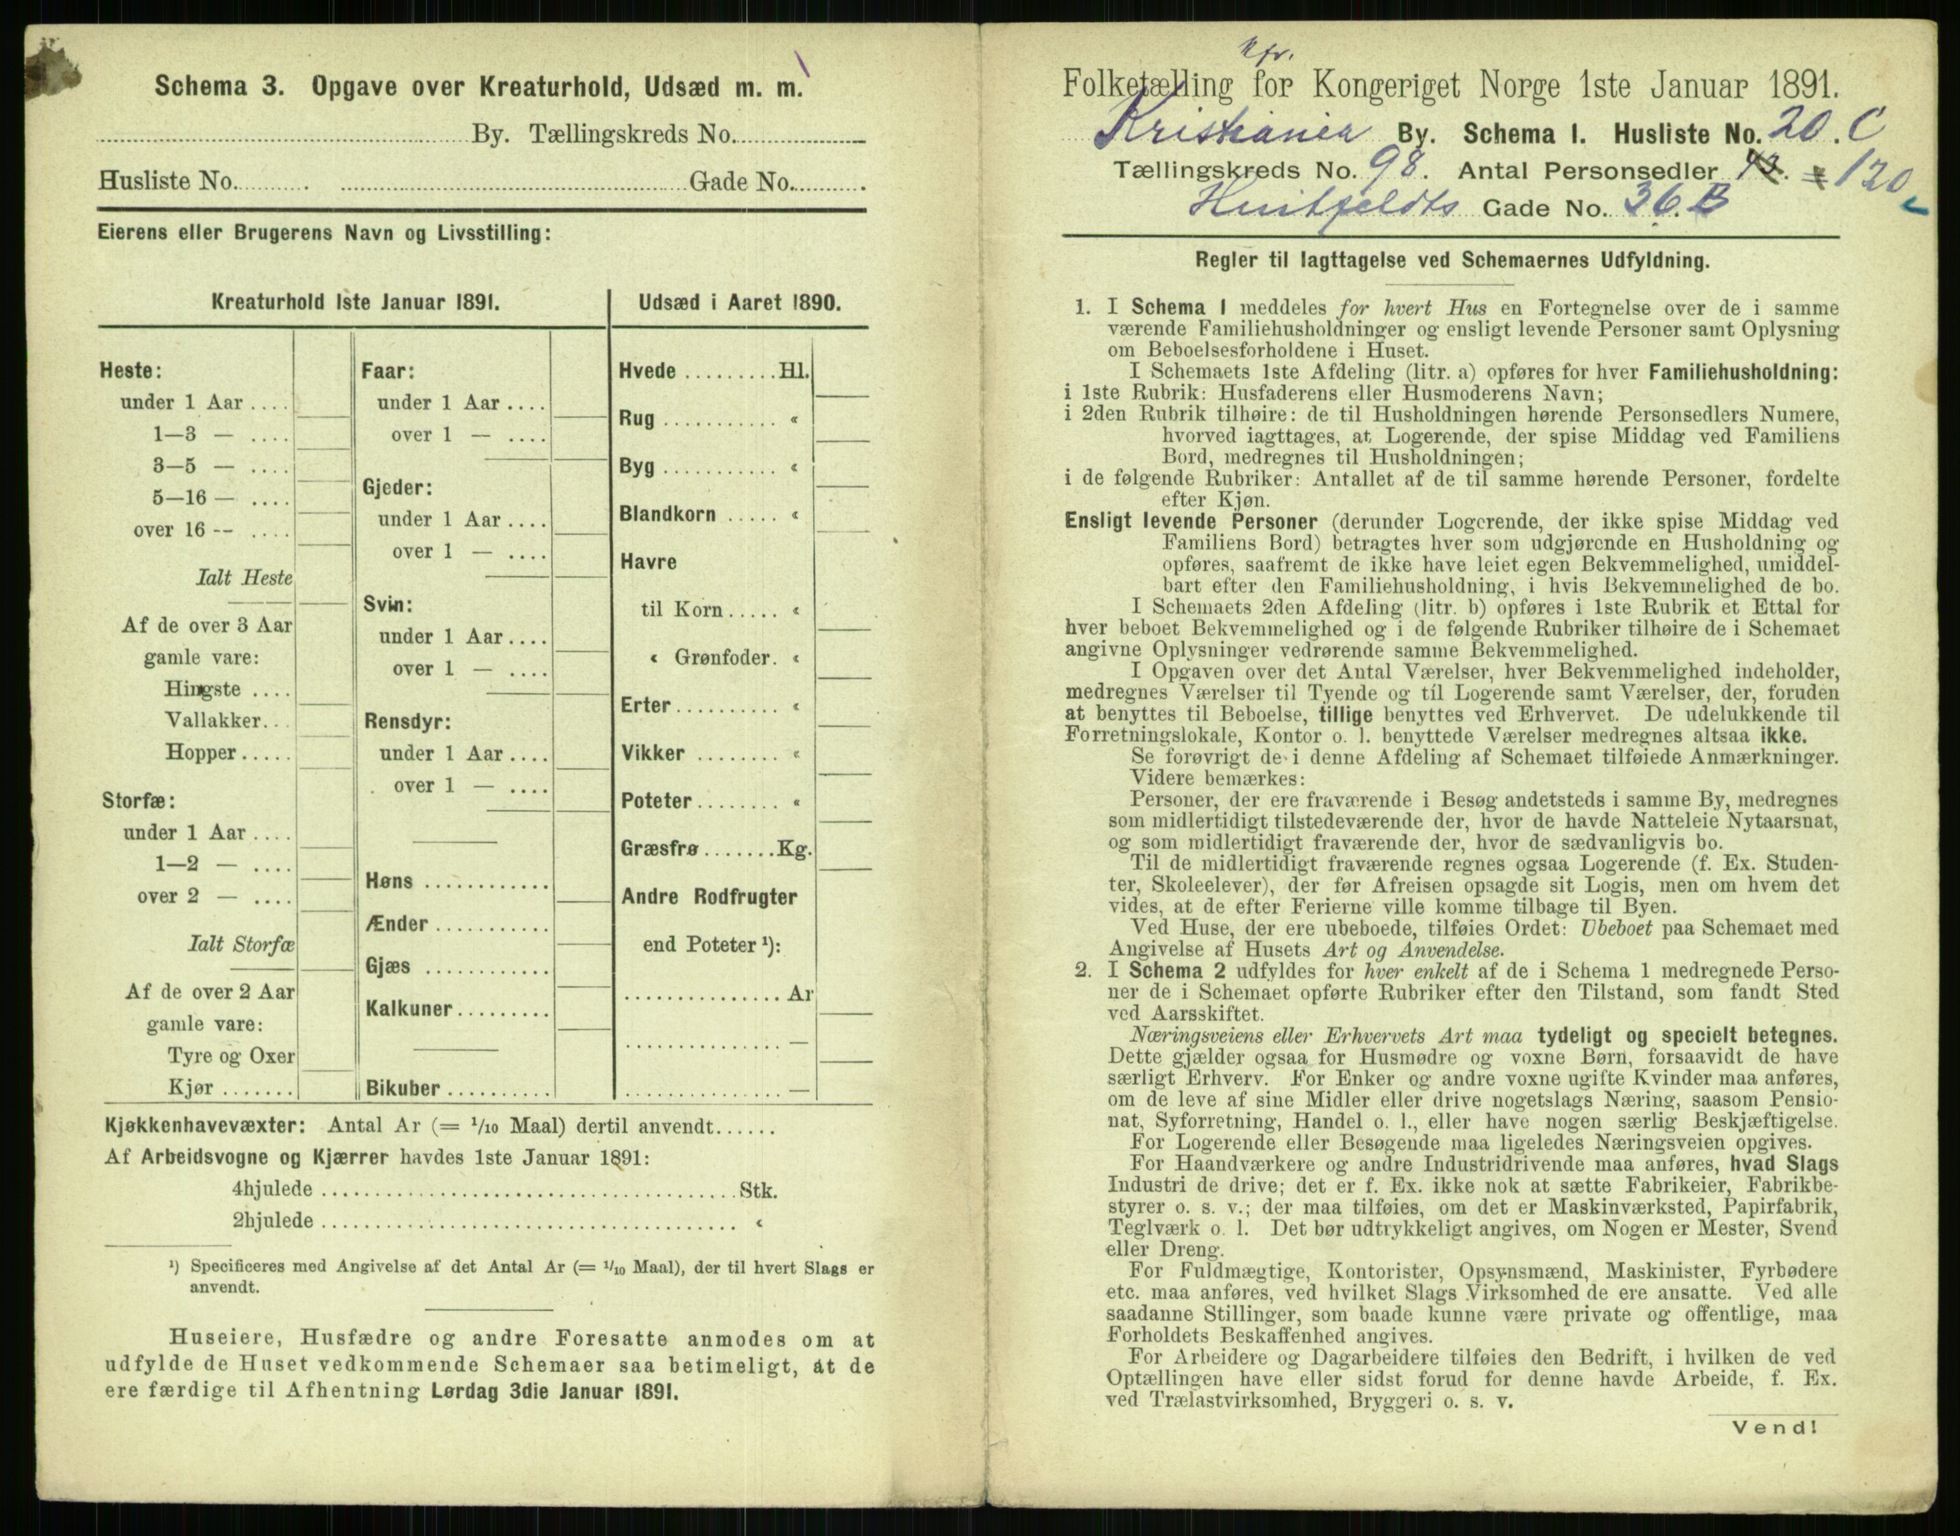 Schema 3. Opgave over Kreaturhold, Udsæd m. m.
By. Tællingskreds No.
Husliste No. Gade No.
Eierens eller Brugerens Navn og Livsstilling:
Kreaturhold 1ste Januar 1891.
Heste:
under 1 Aar ....
1—3 — ....
3—5 — ....
5—16 — ....
over 16 -- ....
Ialt Heste
Af de over 3 Aar
gamle vare:
Hingste ....
Vallakker...
Hopper.....
Storfæ:
under 1 Aar ....
1—2 — ....
over 2 — ....
Ialt Storfæ
Af de over 2 Aar
gamle vare:
Tyre og Oxer
Kjør .......
Faar:
under 1 Aar ....
over 1 — ....
Gjeder:
under 1 Aar ....
over 1 — ....
Svin:
under 1 Aar ....
over 1 — ....
Rensdyr:
under 1 Aar ....
over 1 — ....
Høns ............
Ænder ...........
Gjæs ............
Kalkuner.........
Bikuber ..........
Udsæd i Aaret 1890.
Hvede .........Hl.
Rug ........... «
Byg ........... «
Blandkorn ..... «
Havre
til Korn..... «
« Grønfoder. «
Erter.......... «
Vikker ........ «
Poteter ........ «
Græsfrø .......Kg.
Andre Rodfrugter
end Poteter ¹):
............... Ar
............... —
............... —
Kjøkkenhavevæxter: Antal Ar (= 1/10 Maal) dertil anvendt......
Af Arbeidsvogne og Kjærrer havdes 1ste Januar 1891:
4hjulede ....................................... Stk.
2hjulede ....................................... «
¹) Specificeres med Angivelse af det Antal Ar (= 1/10 Maal), der til hvert Slags er
anvendt.
Huseiere, Husfædre og andre Foresatte anmodes om at
udfylde de Huset vedkommende Schemaer saa betimeligt, at de
ere færdige til Afhentning Lørdag 3die Januar 1891.
kfr.
Folketælling for Kongeriget Norge 1ste Januar 1891.
Kristiania By. Schema 1. Husliste No. 20.C
Tællingskreds No. 98. Antal Personsedler 43. = 120
Huitfeldts Gade No. 36.B
Regler til Iagttagelse ved Schemaernes Udfyldning.
1. I Schema 1 meddeles for hvert Hus en Fortegnelse over de i samme
værende Familiehusholdninger og ensligt levende Personer samt Oplysning
om Beboelsesforholdene i Huset.
I Schemaets 1ste Afdeling (litr. a) opføres for hver Familiehusholdning:
i 1ste Rubrik: Husfaderens eller Husmoderens Navn;
i 2den Rubrik tilhøire: de til Husholdningen hørende Personsedlers Numere,
hvorved iagttages, at Logerende, der spise Middag ved Familiens
Bord, medregnes til Husholdningen;
i de følgende Rubriker: Antallet af de til samme hørende Personer, fordelte
efter Kjøn.
Ensligt levende Personer (derunder Logerende, der ikke spise Middag ved
Familiens Bord) betragtes hver som udgjørende en Husholdning og
opføres, saafremt de ikke have leiet egen Bekvemmelighed, umiddel-
bart efter den Familiehusholdning, i hvis Bekvemmelighed de bo.
I Schemaets 2den Afdeling (litr. b) opføres i 1ste Rubrik et Ettal for
hver beboet Bekvemmelighed og i de følgende Rubriker tilhøire de i Schemaet
angivne Oplysninger vedrørende samme Bekvemmelighed.
I Opgaven over det Antal Værelser, hver Bekvemmelighed indeholder,
medregnes Værelser til Tyende og til Logerende samt Værelser, der, foruden
at benyttes til Beboelse, tillige benyttes ved Erhvervet. De udelukkende til
Forretningslokale, Kontor o. l. benyttede Værelser medregnes altsaa ikke.
Se forøvrigt de i denne Afdeling af Schemaet tilføiede Anmærkninger.
Videre bemærkes:
Personer, der ere fraværende i Besøg andetsteds i samme By, medregnes
som midlertidigt tilstedeværende der, hvor de havde Natteleie Nytaarsnat,
og som midlertidigt fraværende der, hvor de sædvanligvis bo.
Til de midlertidigt fraværende regnes ogsaa Logerende (f. Ex. Studen-
ter, Skoleelever), der før Afreisen opsagde sit Logis, men om hvem det
vides, at de efter Ferierne ville komme tilbage til Byen.
Ved Huse, der ere ubeboede, tilføies Ordet: Ubeboet paa Schemaet med
Angivelse af Husets Art og Anvendelse.
2. I Schema 2 udfyldes for hver enkelt af de i Schema 1 medregnede Perso-
ner de i Schemaet opførte Rubriker efter den Tilstand, som fandt Sted
ved Aarsskiftet.
Næringsveiens eller Erhvervets Art maa tydeligt og specielt betegnes.
Dette gjælder ogsaa for Husmødre og voxne Børn, forsaavidt de have
særligt Erhverv. For Enker og andre voxne ugifte Kvinder maa anføres,
om de leve af sine Midler eller drive nogetslags Næring, saasom Pensio-
nat, Syforretning, Handel o. l., eller have nogen særlig Beskjæftigelse.
For Logerende eller Besøgende maa ligeledes Næringsveien opgives.
For Haandværkere og andre Industridrivende maa anføres, hvad Slags
Industri de drive; det er f. Ex. ikke nok at sætte Fabrikeier, Fabrikbe-
styrer o. s. v.; der maa tilføies, om det er Maskinværksted, Papirfabrik,
Teglværk o. l. Det bør udtrykkeligt angives, om Nogen er Mester, Svend
eller Dreng.
For Fuldmægtige, Kontorister, Opsynsmænd, Maskinister, Fyrbødere
etc. maa anføres, ved hvilket Slags Virksomhed de ere ansatte. Ved alle
saadanne Stillinger, som baade kunne være private og offentlige, maa
Forholdets Beskaffenhed angives.
For Arbeidere og Dagarbeidere tilføies den Bedrift, i hvilken de ved
Optællingen have eller sidst forud for denne havde Arbeide, f. Ex.
ved Trælastvirksomhed, Bryggeri o. s. v.
Vend!